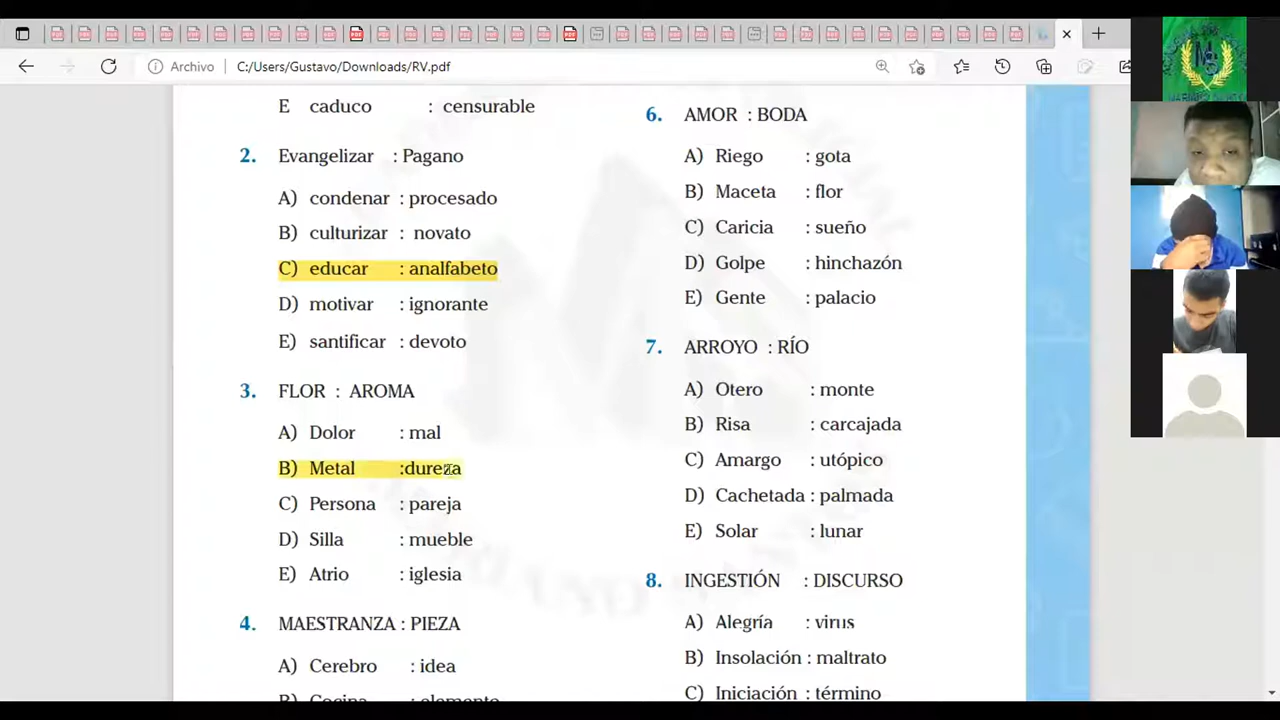 Archivo
C:/Users/Gustavo/Downloads/RV.pdf
E caduco : censurable
2. Evangelizar : Pagano
A) condenar : procesado
B) culturizar : novato
C) educar : analfabeto
D) motivar : ignorante
E) santificar : devoto
3. FLOR : AROMA
A) Dolor : mal
B) Metal :dureza
C) Persona : pareja
D) Silla : mueble
E) Atrio : iglesia
4. MAESTRANZA : PIEZA
A) Cerebro : idea
B) Cocina : elemento
6. AMOR : BODA
A) Riego : gota
B) Maceta : flor
C) Caricia : sueño
D) Golpe : hinchazón
E) Gente : palacio
7. ARROYO : RÍO
A) Otero : monte
B) Risa : carcajada
C) Amargo : utópico
D) Cachetada : palmada
E) Solar : lunar
8. INGESTIÓN : DISCURSO
A) Alegría : virus
B) Insolación : maltrato
C) Iniciación : término